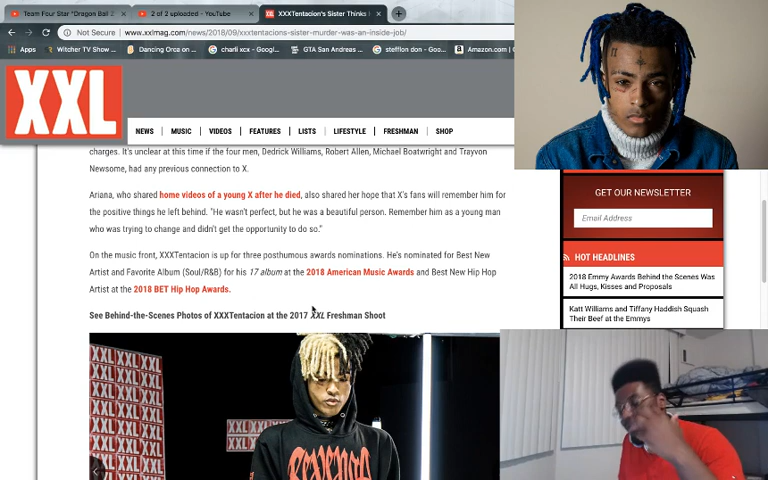 Team Four Star "Dragon Ball Z
2 of 2 uploaded - YouTube
XXXTentacion's Sister Thinks
Not Secure www.xxlmag.com/news/2018/09/xxxtentacions-sister-murder-was-an-inside-job/
Apps Witcher TV Show ... Dancing Orca on ... charli xcx - Googl... GTA San Andreas ... stefflon don - Goo... Amazon.com |
XXL
NEWS MUSIC VIDEOS FEATURES LISTS LIFESTYLE FRESHMAN SHOP
charges. It's unclear at this time if the four men, Dedrick Williams, Robert Allen, Michael Boatwright and Trayvon
Newsome, had any previous connection to X.
Ariana, who shared home videos of a young X after he died, also shared her hope that X's fans will remember him for
the positive things he left behind. "He wasn't perfect, but he was a beautiful person. Remember him as a young man
who was trying to change and didn't get the opportunity to do so."
On the music front, XXXTentacion is up for three posthumous awards nominations. He's nominated for Best New
Artist and Favorite Album (Soul/R&B) for his 17 album at the 2018 American Music Awards and Best New Hip Hop
Artist at the 2018 BET Hip Hop Awards.
See Behind-the-Scenes Photos of XXXTentacion at the 2017 XXL Freshman Shoot
GET OUR NEWSLETTER
Email Address
HOT HEADLINES
2018 Emmy Awards Behind the Scenes Was
All Hugs, Kisses and Proposals
Katt Williams and Tiffany Haddish Squash
Their Beef at the Emmys
XXL
REVENGE